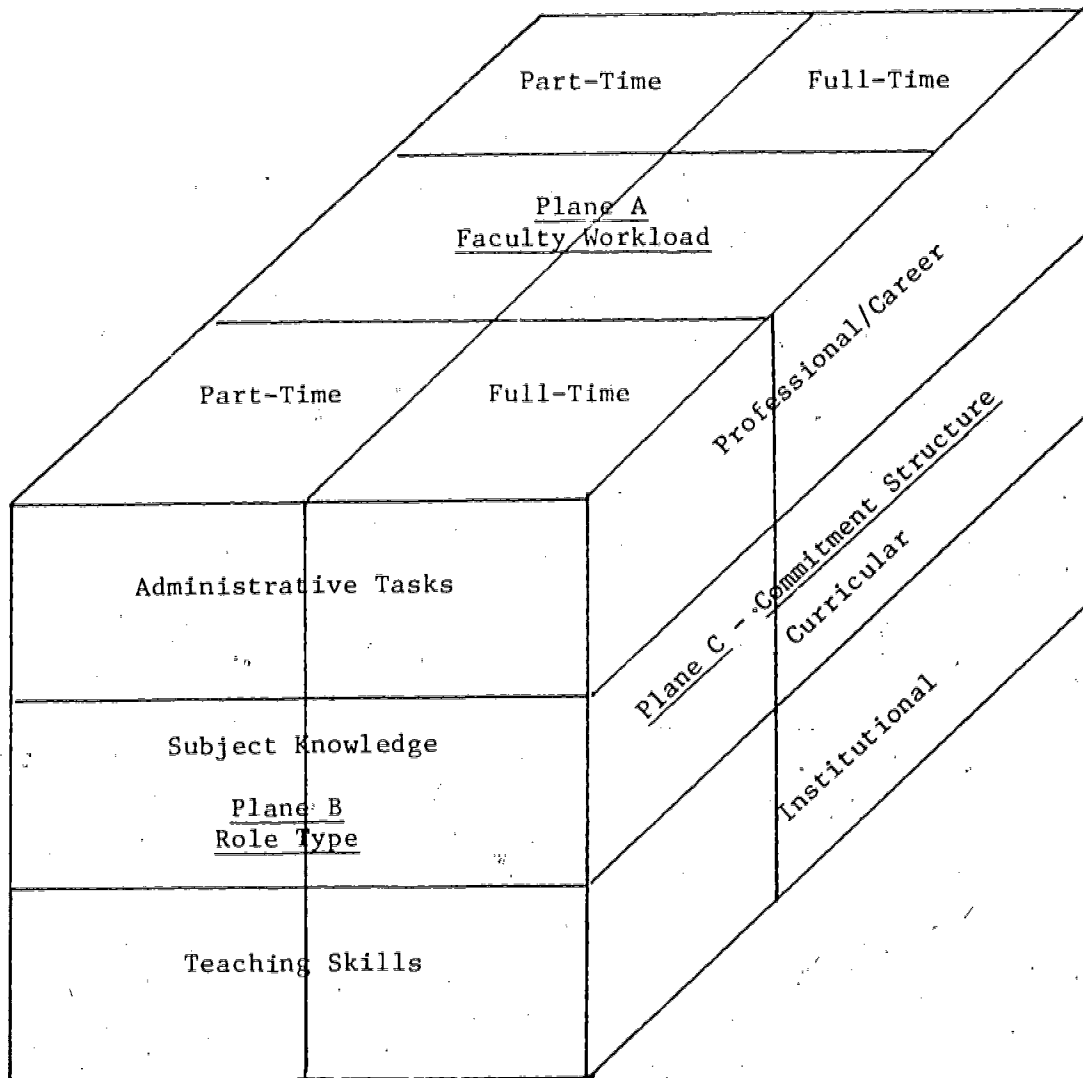 Part-Time Full-Time
Plane A
Faculty Workload
Part-Time Full-Time
Professional/Career
Plane C - Commitment Structure
Curricular
Institutional
Administrative Tasks
Subject Knowledge
Plane B
Role Type
Teaching Skills